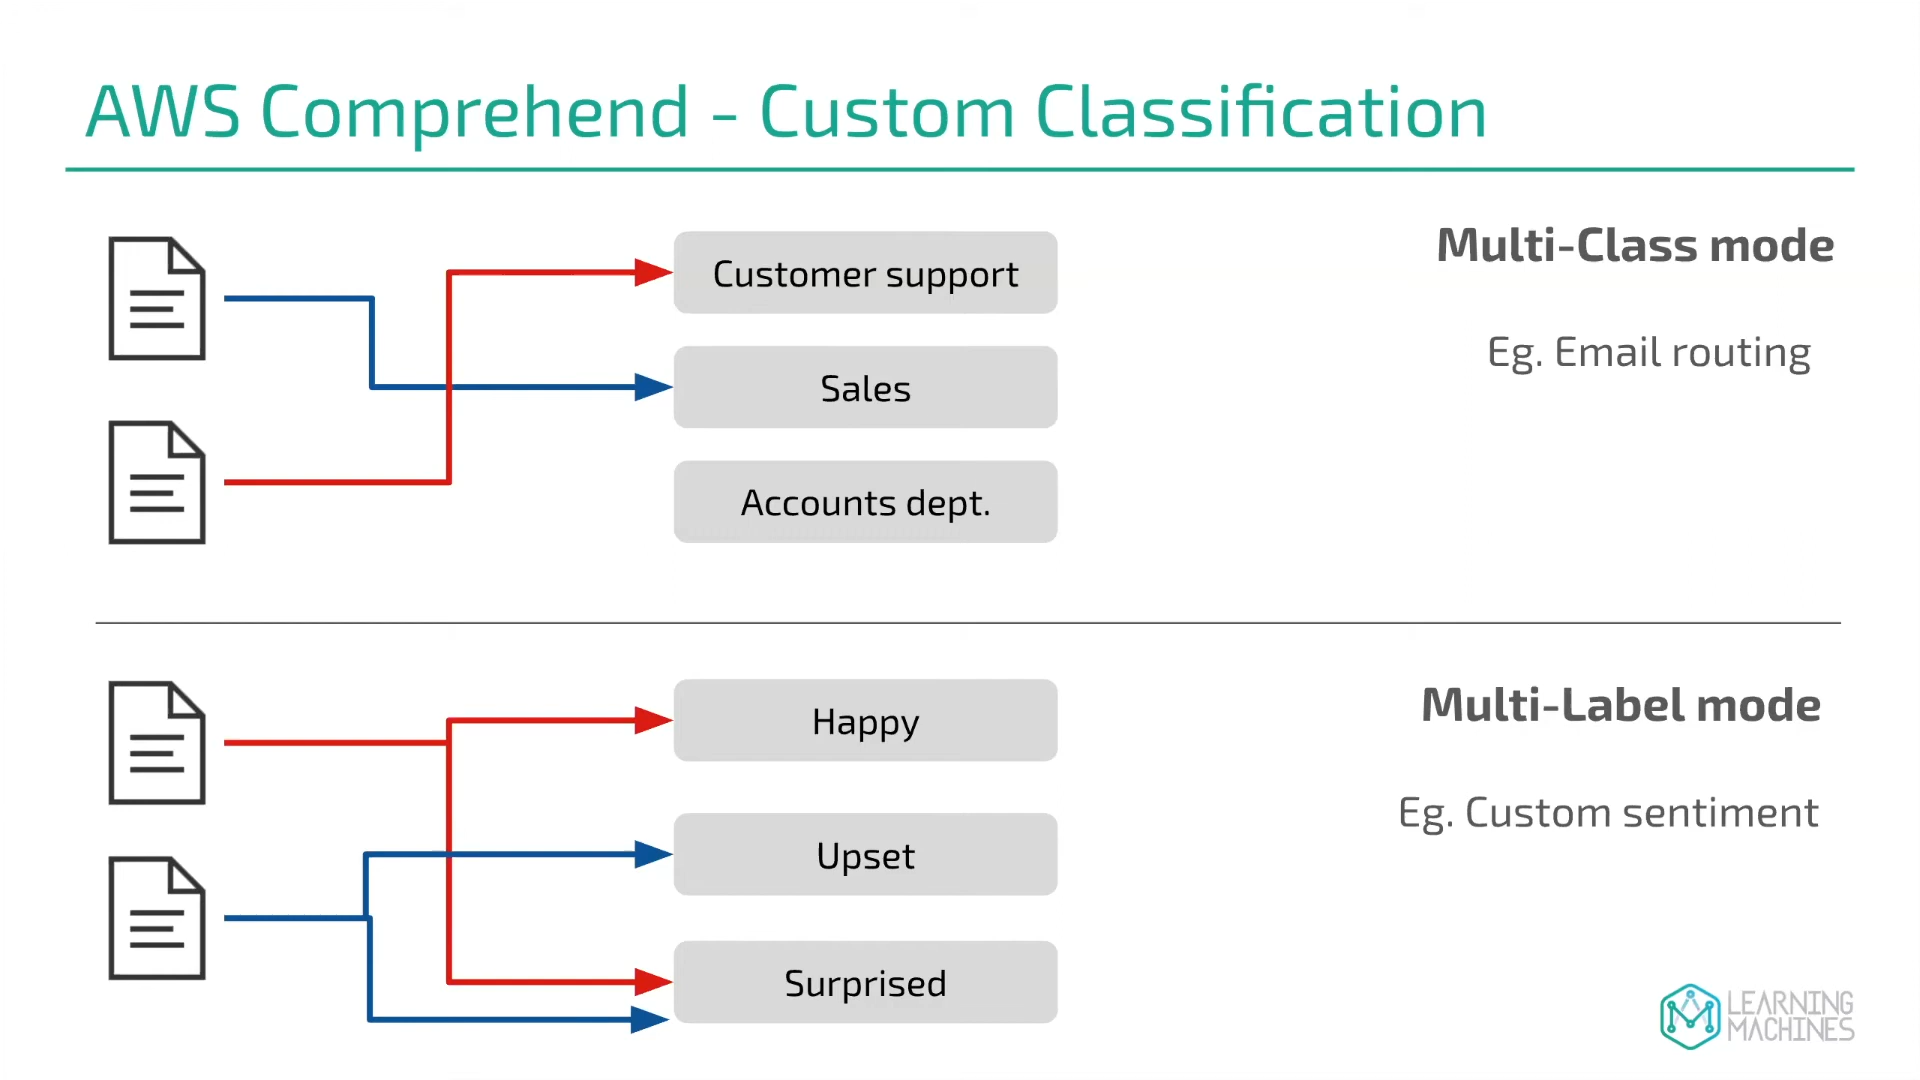 AWS Comprehend - Custom Classification
Customer support
Sales
Accounts dept.
Multi-Class mode
Eg. Email routing
Happy
Upset
Surprised
Multi-Label mode
Eg. Custom sentiment
LEARNING
MACHINES